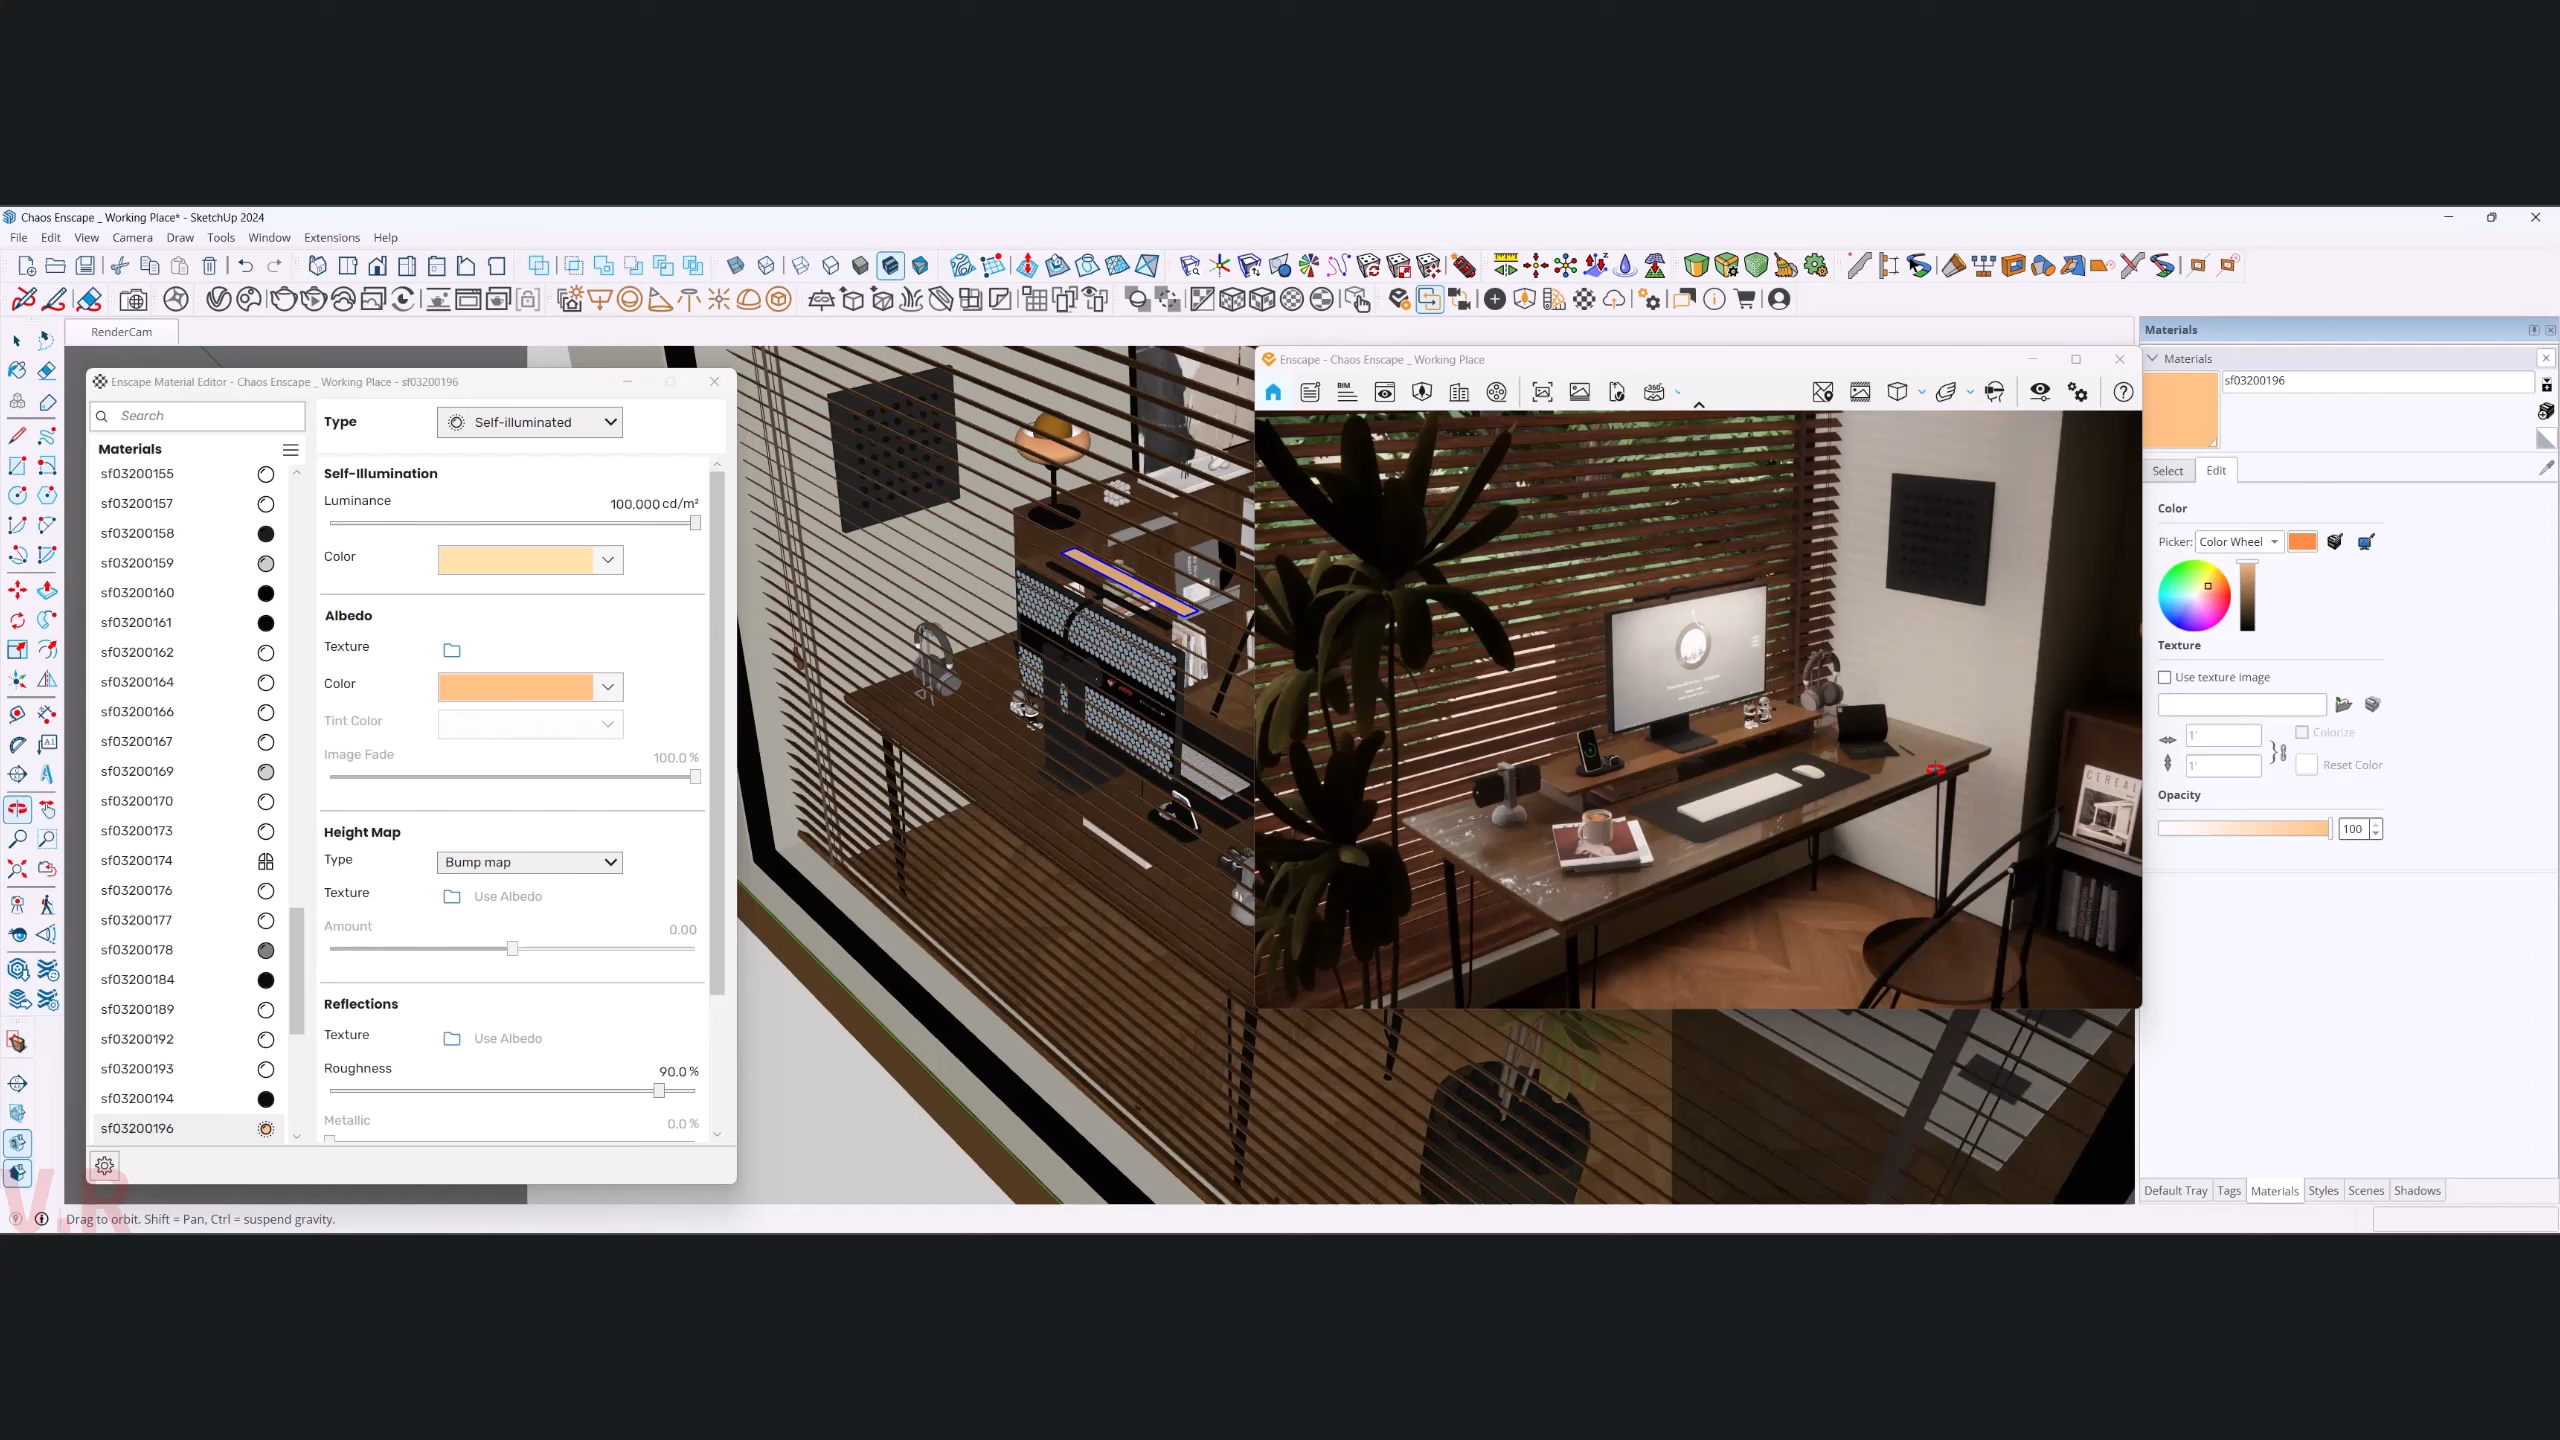 Chaos Enscape _ Working Place* - SketchUp 2024
File Edit View Camera Draw Tools Window Extensions Help
RenderCam
Enscape Material Editor - Chaos Enscape _ Working Place - sf03200196
Search
Materials
sf03200155
sf03200157
sf03200158
sf03200159
sf03200160
sf03200161
sf03200162
sf03200164
sf03200166
sf03200167
sf03200169
sf03200170
sf03200173
sf03200174
sf03200176
sf03200177
sf03200178
sf03200184
sf03200189
sf03200192
sf03200193
sf03200194
sf03200196
Type Self-illuminated
Self-Illumination
Luminance 100,000 cd/m²
Color
Albedo
Texture
Color
Tint Color
Image Fade 100.0 %
Height Map
Type Bump map
Texture Use Albedo
Amount 0.00
Reflections
Texture Use Albedo
Roughness 90.0 %
Metallic 0.0 %
Enscape - Chaos Enscape _ Working Place
BIM
360°
CEREAL
Materials
Materials
sf03200196
Select Edit
Color
Picker: Color Wheel
Texture
Use texture image
1' Colorize
1' Reset Color
Opacity
100
Default Tray Tags Materials Styles Scenes Shadows
V.R
Drag to orbit. Shift = Pan, Ctrl = suspend gravity.